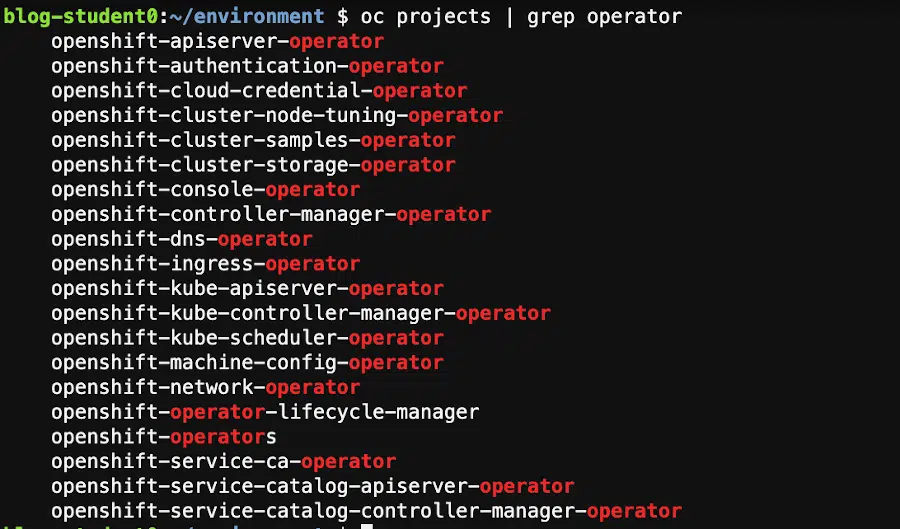 blog-student0:~/environment $ oc projects | grep operator
openshift-apiserver-operator
openshift-authentication-operator
openshift-cloud-credential-operator
openshift-cluster-node-tuning-operator
openshift-cluster-samples-operator
openshift-cluster-storage-operator
openshift-console-operator
openshift-controller-manager-operator
openshift-dns-operator
openshift-ingress-operator
openshift-kube-apiserver-operator
openshift-kube-controller-manager-operator
openshift-kube-scheduler-operator
openshift-machine-config-operator
openshift-network-operator
openshift-operator-lifecycle-manager
openshift-operators
openshift-service-ca-operator
openshift-service-catalog-apiserver-operator
openshift-service-catalog-controller-manager-operator
blog-student0:~/environment $